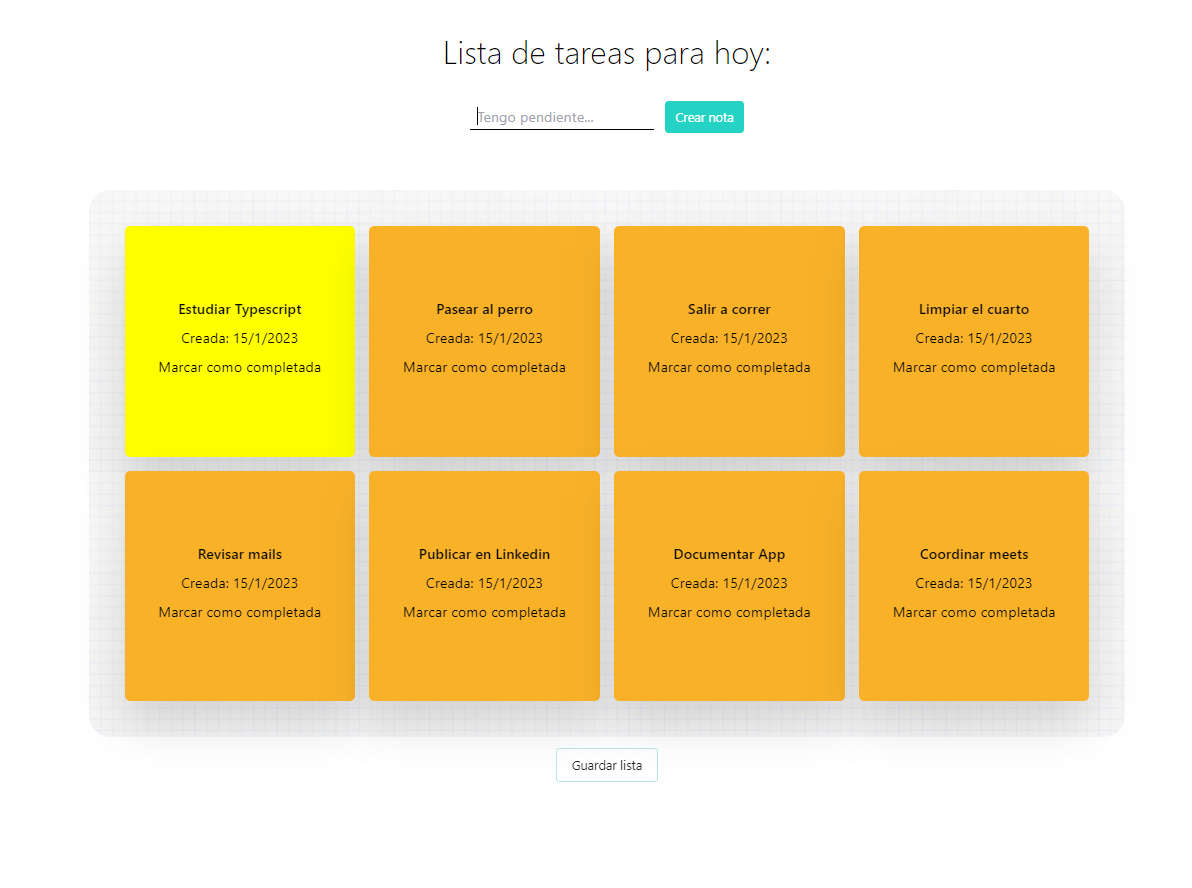 Lista de tareas para hoy:
Tengo pendiente...
Crear nota
Estudiar Typescript
Creada: 15/1/2023
Marcar como completada
Pasear al perro
Creada: 15/1/2023
Marcar como completada
Salir a correr
Creada: 15/1/2023
Marcar como completada
Limpiar el cuarto
Creada: 15/1/2023
Marcar como completada
Revisar mails
Creada: 15/1/2023
Marcar como completada
Publicar en Linkedin
Creada: 15/1/2023
Marcar como completada
Documentar App
Creada: 15/1/2023
Marcar como completada
Coordinar meets
Creada: 15/1/2023
Marcar como completada
Guardar lista